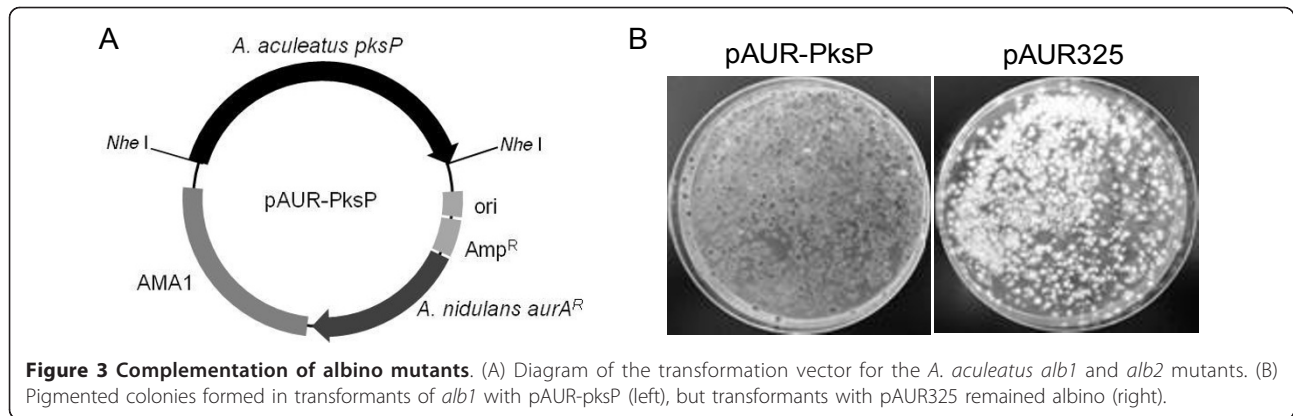 A
B
A. aculeatus pksP
pAUR-PksP
pAUR325
Nhe I
Nhe I
pAUR-PksP
ori
Amp^R
AMA1
A. nidulans aurA^R
Figure 3 Complementation of albino mutants. (A) Diagram of the transformation vector for the A. aculeatus alb1 and alb2 mutants. (B)
Pigmented colonies formed in transformants of alb1 with pAUR-pksP (left), but transformants with pAUR325 remained albino (right).